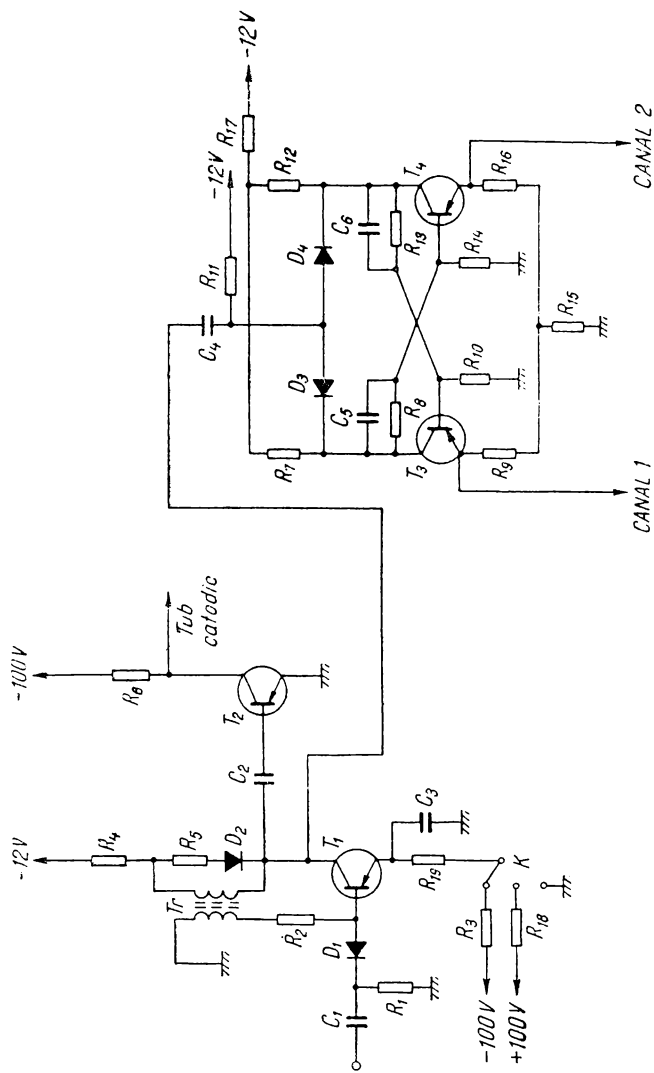 -12V
-100V
-12V
-12V
R17
R11
R12
R7
C4
D3
D4
C5
C6
R8
R13
T3
T4
R10
R14
R9
R16
R15
CANAL 1
CANAL 2
R6
Tub
catodic
T2
C2
R4
R5
D2
Tr
R2
T1
C3
R19
D1
C1
R1
K
R3
R18
-100V
+100V